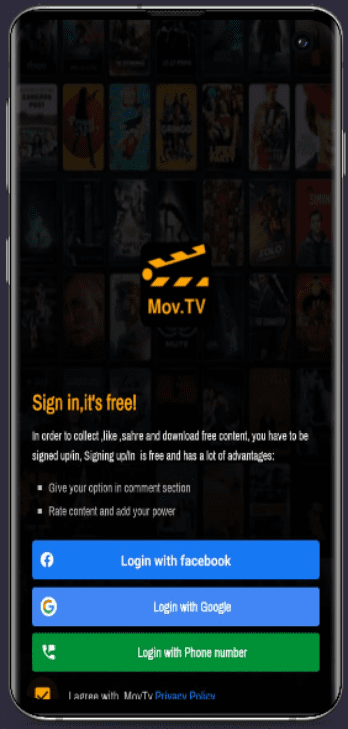 Mov.TV
Sign in,it's free!
In order to collect ,like ,sahre and download free content, you have to be
signed up/in, Signing up/In is free and has a lot of advantages:
Give your option in comment section
Rate content and add your power
Login with facebook
Login with Google
Login with Phone number
I agree with MovTv Privacy Policy